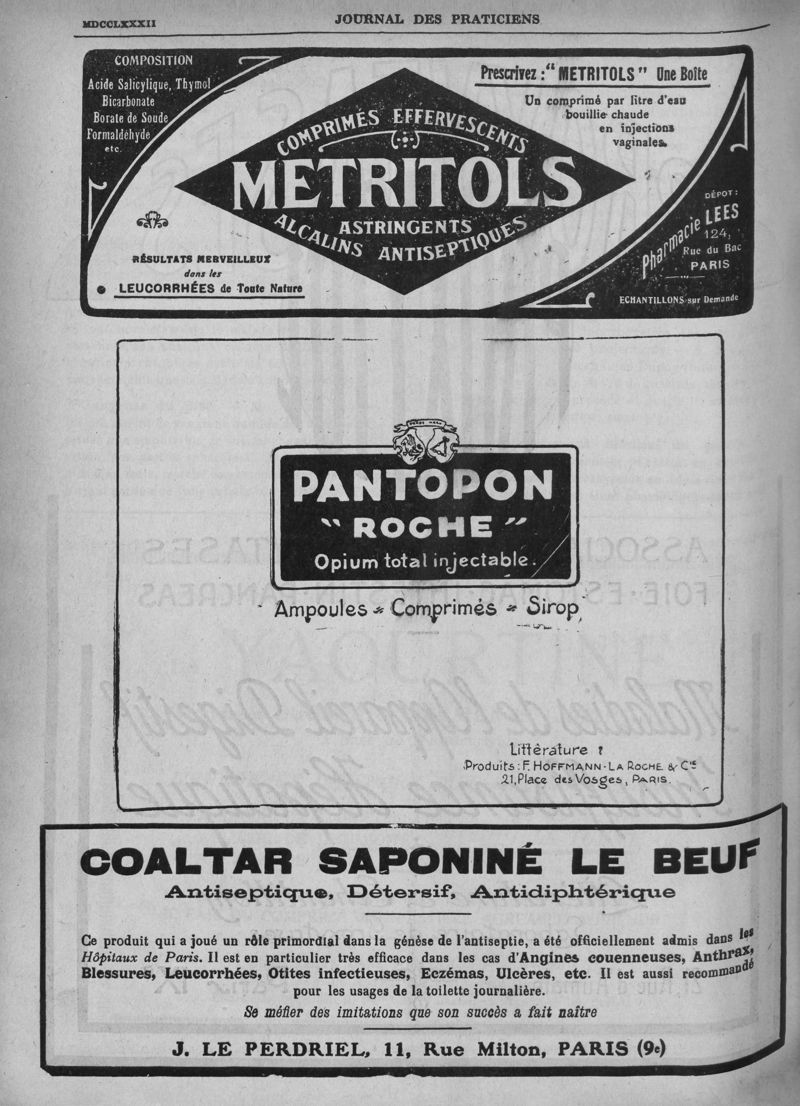 MDCCLXXXII
JOURNAL DES PRATICIENS
COMPOSITION
Acide Salicylique, Thymol
Bicarbonate
Borate de Soude
Formaldéhyde
etc.
Prescrivez : "METRITOLS" Une Boîte
Un comprimé par litre d'eau
bouillie chaude
en injections
vaginales.
COMPRIMÉS EFFERVESCENTS
METRITOLS
ASTRINGENTS
ALCALINS ANTISEPTIQUES
RÉSULTATS MERVEILLEUX
dans les
LEUCORRHÉES de Toute Nature
DÉPOT :
Pharmacie LEES
124,
Rue du Bac
PARIS
ECHANTILLONS sur Demande
PANTOPON
"ROCHE"
Opium total injectable.
Ampoules * Comprimés * Sirop
Littérature :
Produits : F. HOFFMANN-LA ROCHE & Cie
21, Place des Vosges, PARIS.
COALTAR SAPONINÉ LE BEUF
Antiseptique, Détersif, Antidiphtérique
Ce produit qui a joué un rôle primordial dans la génèse de l'antiseptie, a été officiellement admis dans les
Hôpitaux de Paris. Il est en particulier très efficace dans les cas d'Angines couenneuses, Anthrax,
Blessures, Leucorrhées, Otites infectieuses, Eczémas, Ulcères, etc. Il est aussi recommandé
pour les usages de la toilette journalière.
Se méfier des imitations que son succès a fait naître
J. LE PERDRIEL, 11, Rue Milton, PARIS (9e)